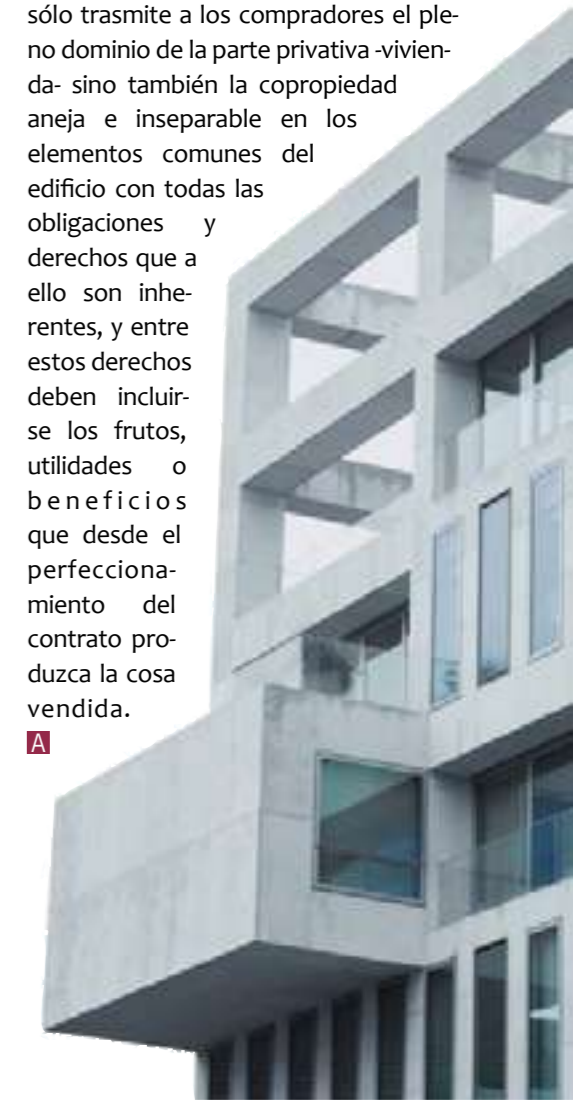 sólo trasmite a los compradores el ple-
no dominio de la parte privativa -vivien-
da- sino también la copropiedad
aneja e inseparable en los
elementos comunes del
edificio con todas las
obligaciones y
derechos que a
ello son inhe-
rentes, y entre
estos derechos
deben incluir-
se los frutos,
utilidades o
beneficios
que desde el
perfecciona-
miento del
contrato pro-
duzca la cosa
vendida.
A